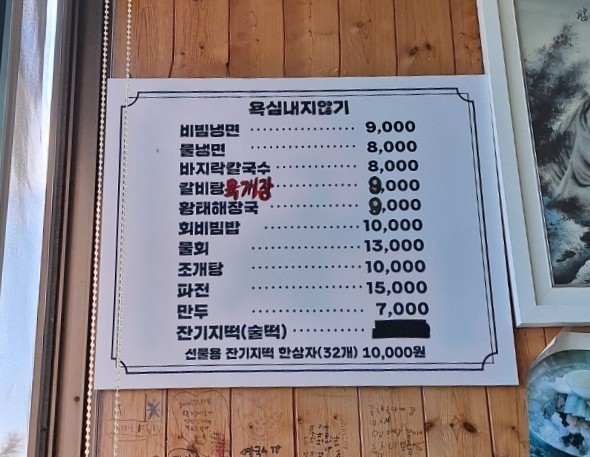 욕심내지않기
비빔냉면 ···················· 9,000
물냉면 ···················· 8,000
바지락칼국수 ················ 8,000
갈비탕 육개장 ··············· 9,000
황태해장국 ················· 9,000
회비빔밥 ················· 10,000
물회 ················· 13,000
조개탕 ················· 10,000
파전 ················· 15,000
만두 ················· 7,000
잔기지떡(술떡) ············
선물용 잔기지떡 한상자(32개) 10,000원